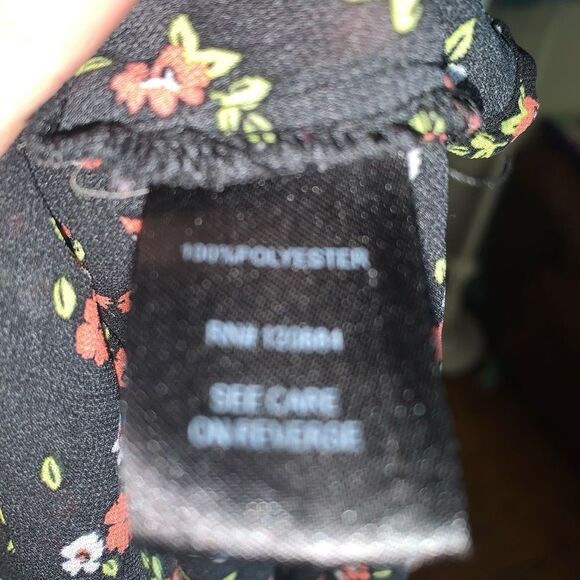 100%POLYESTER
RN#
SEE CARE
ON REVERSE